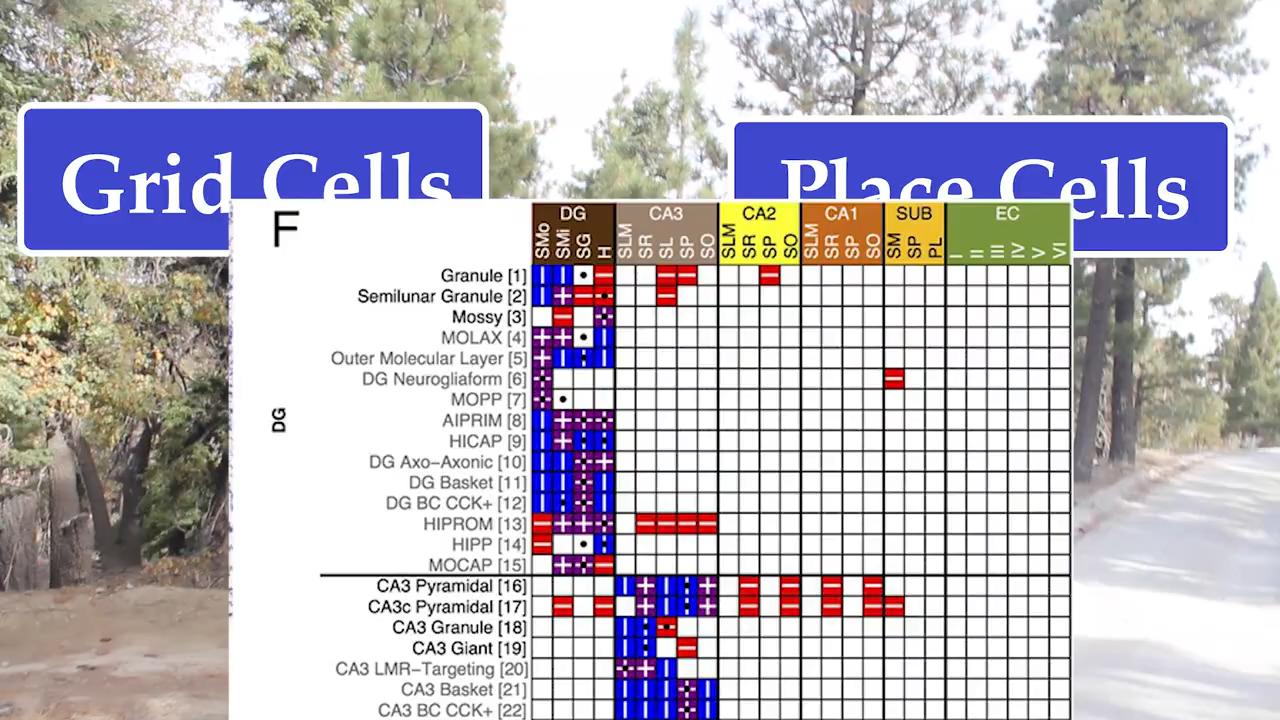 Grid Cells
Place Cells
F
DG CA3 CA2 CA1 SUB EC
SMo SMi SG H SLM SR SL SP SO SLM SR SP SO SLM SR SP SO SM SP PL I II III IV V VI
DG
Granule [1]
Semilunar Granule [2]
Mossy [3]
MOLAX [4]
Outer Molecular Layer [5]
DG Neurogliaform [6]
MOPP [7]
AIPRIM [8]
HICAP [9]
DG Axo-Axonic [10]
DG Basket [11]
DG BC CCK+ [12]
HIPROM [13]
HIPP [14]
MOCAP [15]
CA3 Pyramidal [16]
CA3c Pyramidal [17]
CA3 Granule [18]
CA3 Giant [19]
CA3 LMR-Targeting [20]
CA3 Basket [21]
CA3 BC CCK+ [22]